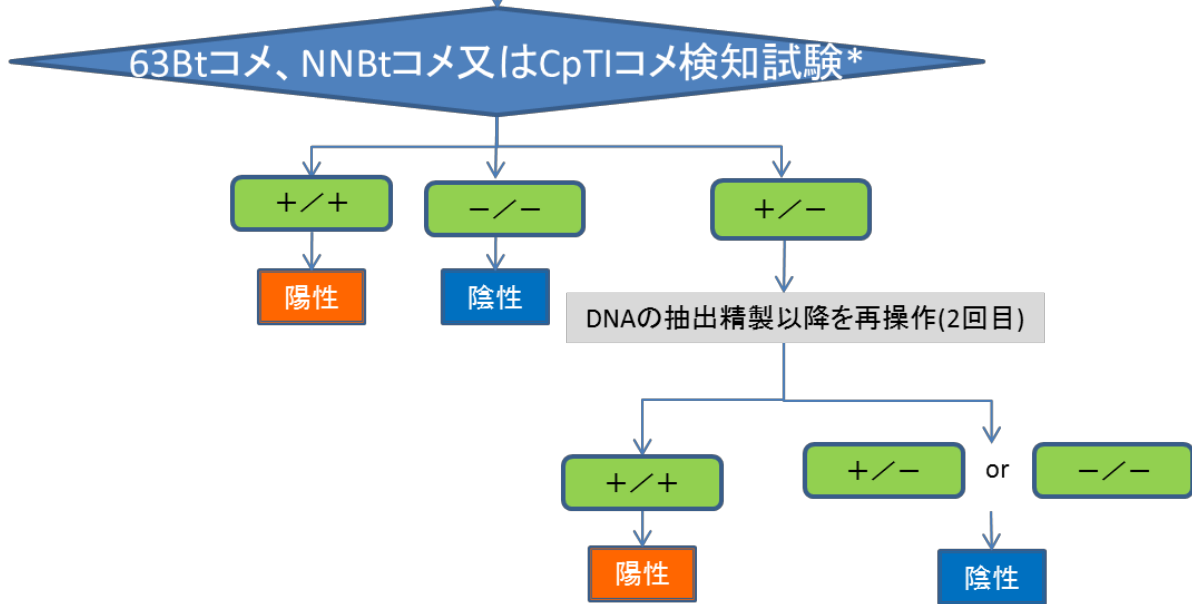 63Btコメ、NNBtコメ又はCpTIコメ検知試験*
+/+
-/-
+/-
陽性
陰性
DNAの抽出精製以降を再操作(2回目)
+/+
+/-
or
-/-
陽性
陰性